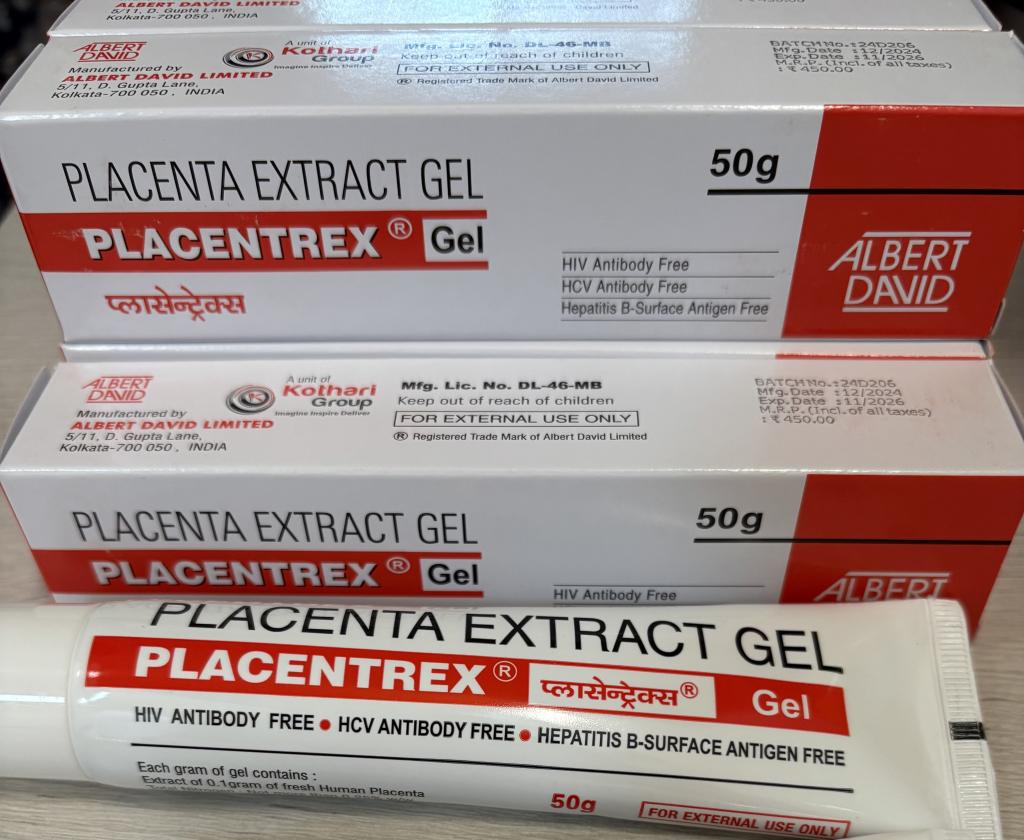 ALBERT DAVID LIMITED
5/11, D. Gupta Lane,
Kolkata-700 050, INDIA
ALBERT
DAVID
Manufactured by
ALBERT DAVID LIMITED
5/11, D. Gupta Lane,
Kolkata-700 050, INDIA
A unit of
Kothari
Group
Imagine Inspire Deliver
Mfg. Lic. No. DL-46-MB
Keep out of reach of children
FOR EXTERNAL USE ONLY
® Registered Trade Mark of Albert David Limited
BATCH No.:24D206
Mfg.Date :12/2024
Exp.Date :11/2026
M.R.P.(Incl.of all taxes)
:₹450.00
PLACENTA EXTRACT GEL
PLACENTREX® Gel
प्लासेन्ट्रेक्स
50g
HIV Antibody Free
HCV Antibody Free
Hepatitis B-Surface Antigen Free
ALBERT
DAVID
ALBERT
DAVID
Manufactured by
ALBERT DAVID LIMITED
5/11, D. Gupta Lane,
Kolkata-700 050, INDIA
A unit of
Kothari
Group
Imagine Inspire Deliver
Mfg. Lic. No. DL-46-MB
Keep out of reach of children
FOR EXTERNAL USE ONLY
® Registered Trade Mark of Albert David Limited
BATCH No.:24D206
Mfg.Date :12/2024
Exp.Date :11/2026
M.R.P.(Incl.of all taxes)
:₹450.00
PLACENTA EXTRACT GEL
PLACENTREX® Gel
50g
HIV Antibody Free
ALBERT
PLACENTA EXTRACT GEL
PLACENTREX® प्लासेन्ट्रेक्स® Gel
HIV ANTIBODY FREE ● HCV ANTIBODY FREE ● HEPATITIS B-SURFACE ANTIGEN FREE
Each gram of gel contains :
Extract of 0.1gram of fresh Human Placenta
50g
FOR EXTERNAL USE ONLY